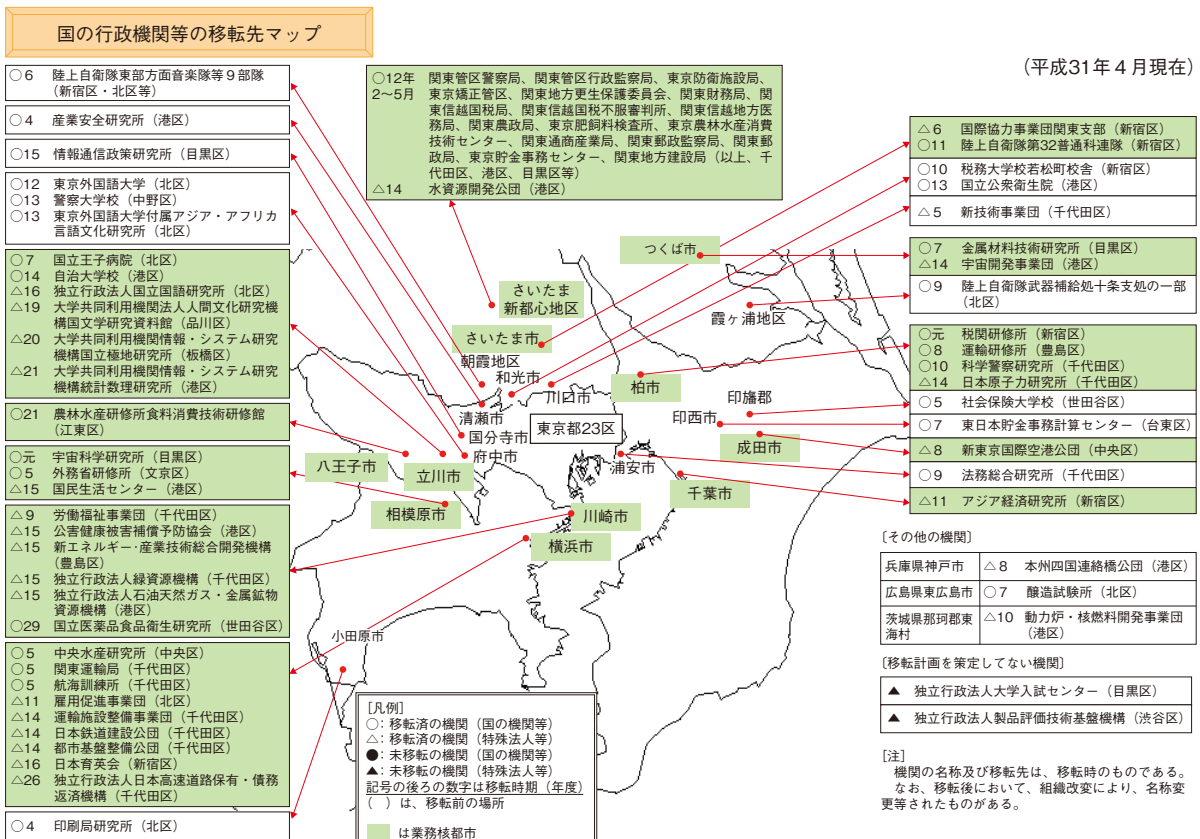 国の行政機関等の移転先マップ
(平成31年4月現在)
○6 陸上自衛隊東部方面音楽隊等9部隊
(新宿区・北区等)
○4 産業安全研究所(港区)
○15 情報通信政策研究所(目黒区)
○12 東京外国語大学(北区)
○13 警察大学校(中野区)
○13 東京外国語大学付属アジア・アフリカ
言語文化研究所(北区)
○7 国立王子病院(北区)
○14 自治大学校(港区)
△16 独立行政法人国立国語研究所(北区)
△19 大学共同利用機関法人人間文化研究機
構国文学研究資料館(品川区)
△20 大学共同利用機関情報・システム研究
機構国立極地研究所(板橋区)
△21 大学共同利用機関情報・システム研究
機構統計数理研究所(港区)
○21 農林水産研修所食料消費技術研修館
(江東区)
○元 宇宙科学研究所(目黒区)
○5 外務省研修所(文京区)
△15 国民生活センター(港区)
△9 労働福祉事業団(千代田区)
△15 公害健康被害補償予防協会(港区)
△15 新エネルギー・産業技術総合開発機構
(豊島区)
△15 独立行政法人緑資源機構(千代田区)
△15 独立行政法人石油天然ガス・金属鉱物
資源機構(港区)
○29 国立医薬品食品衛生研究所(世田谷区)
○5 中央水産研究所(中央区)
○5 関東運輸局(千代田区)
○5 航海訓練所(千代田区)
△11 雇用促進事業団(北区)
△14 運輸施設整備事業団(千代田区)
△14 日本鉄道建設公団(千代田区)
△14 都市基盤整備公団(千代田区)
△16 日本育英会(新宿区)
△26 独立行政法人日本高速道路保有・債務
返済機構(千代田区)
○4 印刷局研究所(北区)
○12年 関東管区警察局、関東管区行政監察局、東京防衛施設局、
2~5月 東京矯正管区、関東地方更生保護委員会、関東財務局、関
東信越国税局、関東信越国税不服審判所、関東信越地方医
務局、関東農政局、東京肥飼料検査所、東京農林水産消費
技術センター、関東通商産業局、関東郵政監察局、関東郵
政局、東京貯金事務センター、関東地方建設局(以上、千
代田区、港区、目黒区等)
△14 水資源開発公団(港区)
つくば市
さいたま
新都心地区
霞ヶ浦地区
さいたま市
朝霞地区
和光市
川口市
柏市
清瀬市
国分寺市
東京都23区
印西市
印旛郡
府中市
八王子市
立川市
浦安市
成田市
相模原市
川崎市
千葉市
横浜市
小田原市
[凡例]
○:移転済の機関(国の機関等)
△:移転済の機関(特殊法人等)
●:未移転の機関(国の機関等)
▲:未移転の機関(特殊法人等)
記号の後ろの数字は移転時期(年度)
( )は、移転前の場所
は業務核都市
△6 国際協力事業団関東支部(新宿区)
○11 陸上自衛隊第32普通科連隊(新宿区)
○10 税務大学校若松町校舎(新宿区)
○13 国立公衆衛生院(港区)
△5 新技術事業団(千代田区)
○7 金属材料技術研究所(目黒区)
△14 宇宙開発事業団(港区)
○9 陸上自衛隊武器補給処十条支処の一部
(北区)
○元 税関研修所(新宿区)
○8 運輸研修所(豊島区)
○10 科学警察研究所(千代田区)
△14 日本原子力研究所(千代田区)
○5 社会保険大学校(世田谷区)
○7 東日本貯金事務計算センター(台東区)
△8 新東京国際空港公団(中央区)
○9 法務総合研究所(千代田区)
△11 アジア経済研究所(新宿区)
[その他の機関]
兵庫県神戸市 △8 本州四国連絡橋公団(港区)
広島県東広島市 ○7 醸造試験所(北区)
茨城県那珂郡東 △10 動力炉・核燃料開発事業団
海村 (港区)
[移転計画を策定してない機関]
▲ 独立行政法人大学入試センター(目黒区)
▲ 独立行政法人製品評価技術基盤機構(渋谷区)
[注]
機関の名称及び移転先は、移転時のものである。
なお、移転後において、組織改変により、名称変
更等されたものがある。